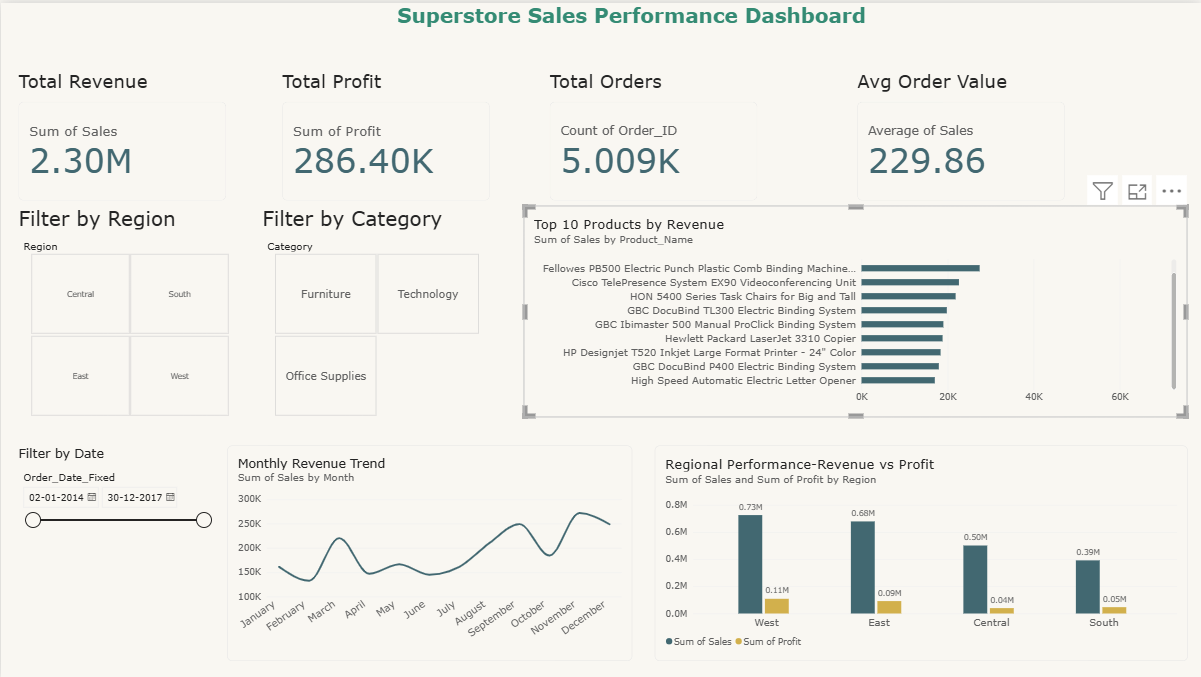 Superstore Sales Performance Dashboard
Total Revenue
Sum of Sales
2.30M
Total Profit
Sum of Profit
286.40K
Total Orders
Count of Order_ID
5.009K
Avg Order Value
Average of Sales
229.86
Filter by Region
Region
Central
South
East
West
Filter by Category
Category
Furniture
Technology
Office Supplies
Top 10 Products by Revenue
Sum of Sales by Product_Name
Fellowes PB500 Electric Punch Plastic Comb Binding Machine...
Cisco TelePresence System EX90 Videoconferencing Unit
HON 5400 Series Task Chairs for Big and Tall
GBC DocuBind TL300 Electric Binding System
GBC Ibimaster 500 Manual ProClick Binding System
Hewlett Packard LaserJet 3310 Copier
HP Designjet T520 Inkjet Large Format Printer - 24" Color
GBC DocuBind P400 Electric Binding System
High Speed Automatic Electric Letter Opener
0K 20K 40K 60K
Filter by Date
Order_Date_Fixed
02-01-2014 30-12-2017
Monthly Revenue Trend
Sum of Sales by Month
300K
250K
200K
150K
100K
January February March April May June July August September October November December
Regional Performance-Revenue vs Profit
Sum of Sales and Sum of Profit by Region
0.8M
0.6M
0.4M
0.2M
0.0M
0.73M 0.11M 0.68M 0.09M 0.50M 0.04M 0.39M 0.05M
West East Central South
Sum of Sales Sum of Profit